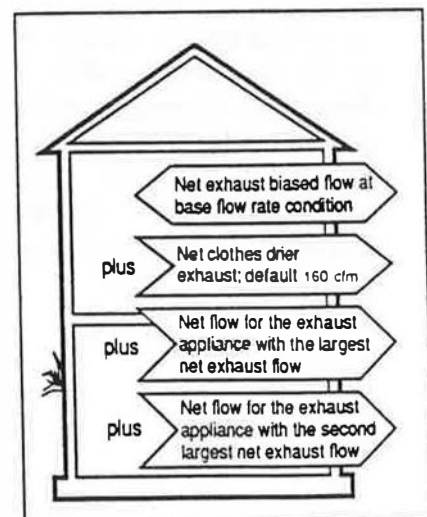 Net exhaust biased flow at
base flow rate condition
plus
Net clothes drier
exhaust; default 160 cfm
plus
Net flow for the exhaust
appliance with the largest
net exhaust flow
plus
Net flow for the exhaust
appliance with the second
largest net exhaust flow